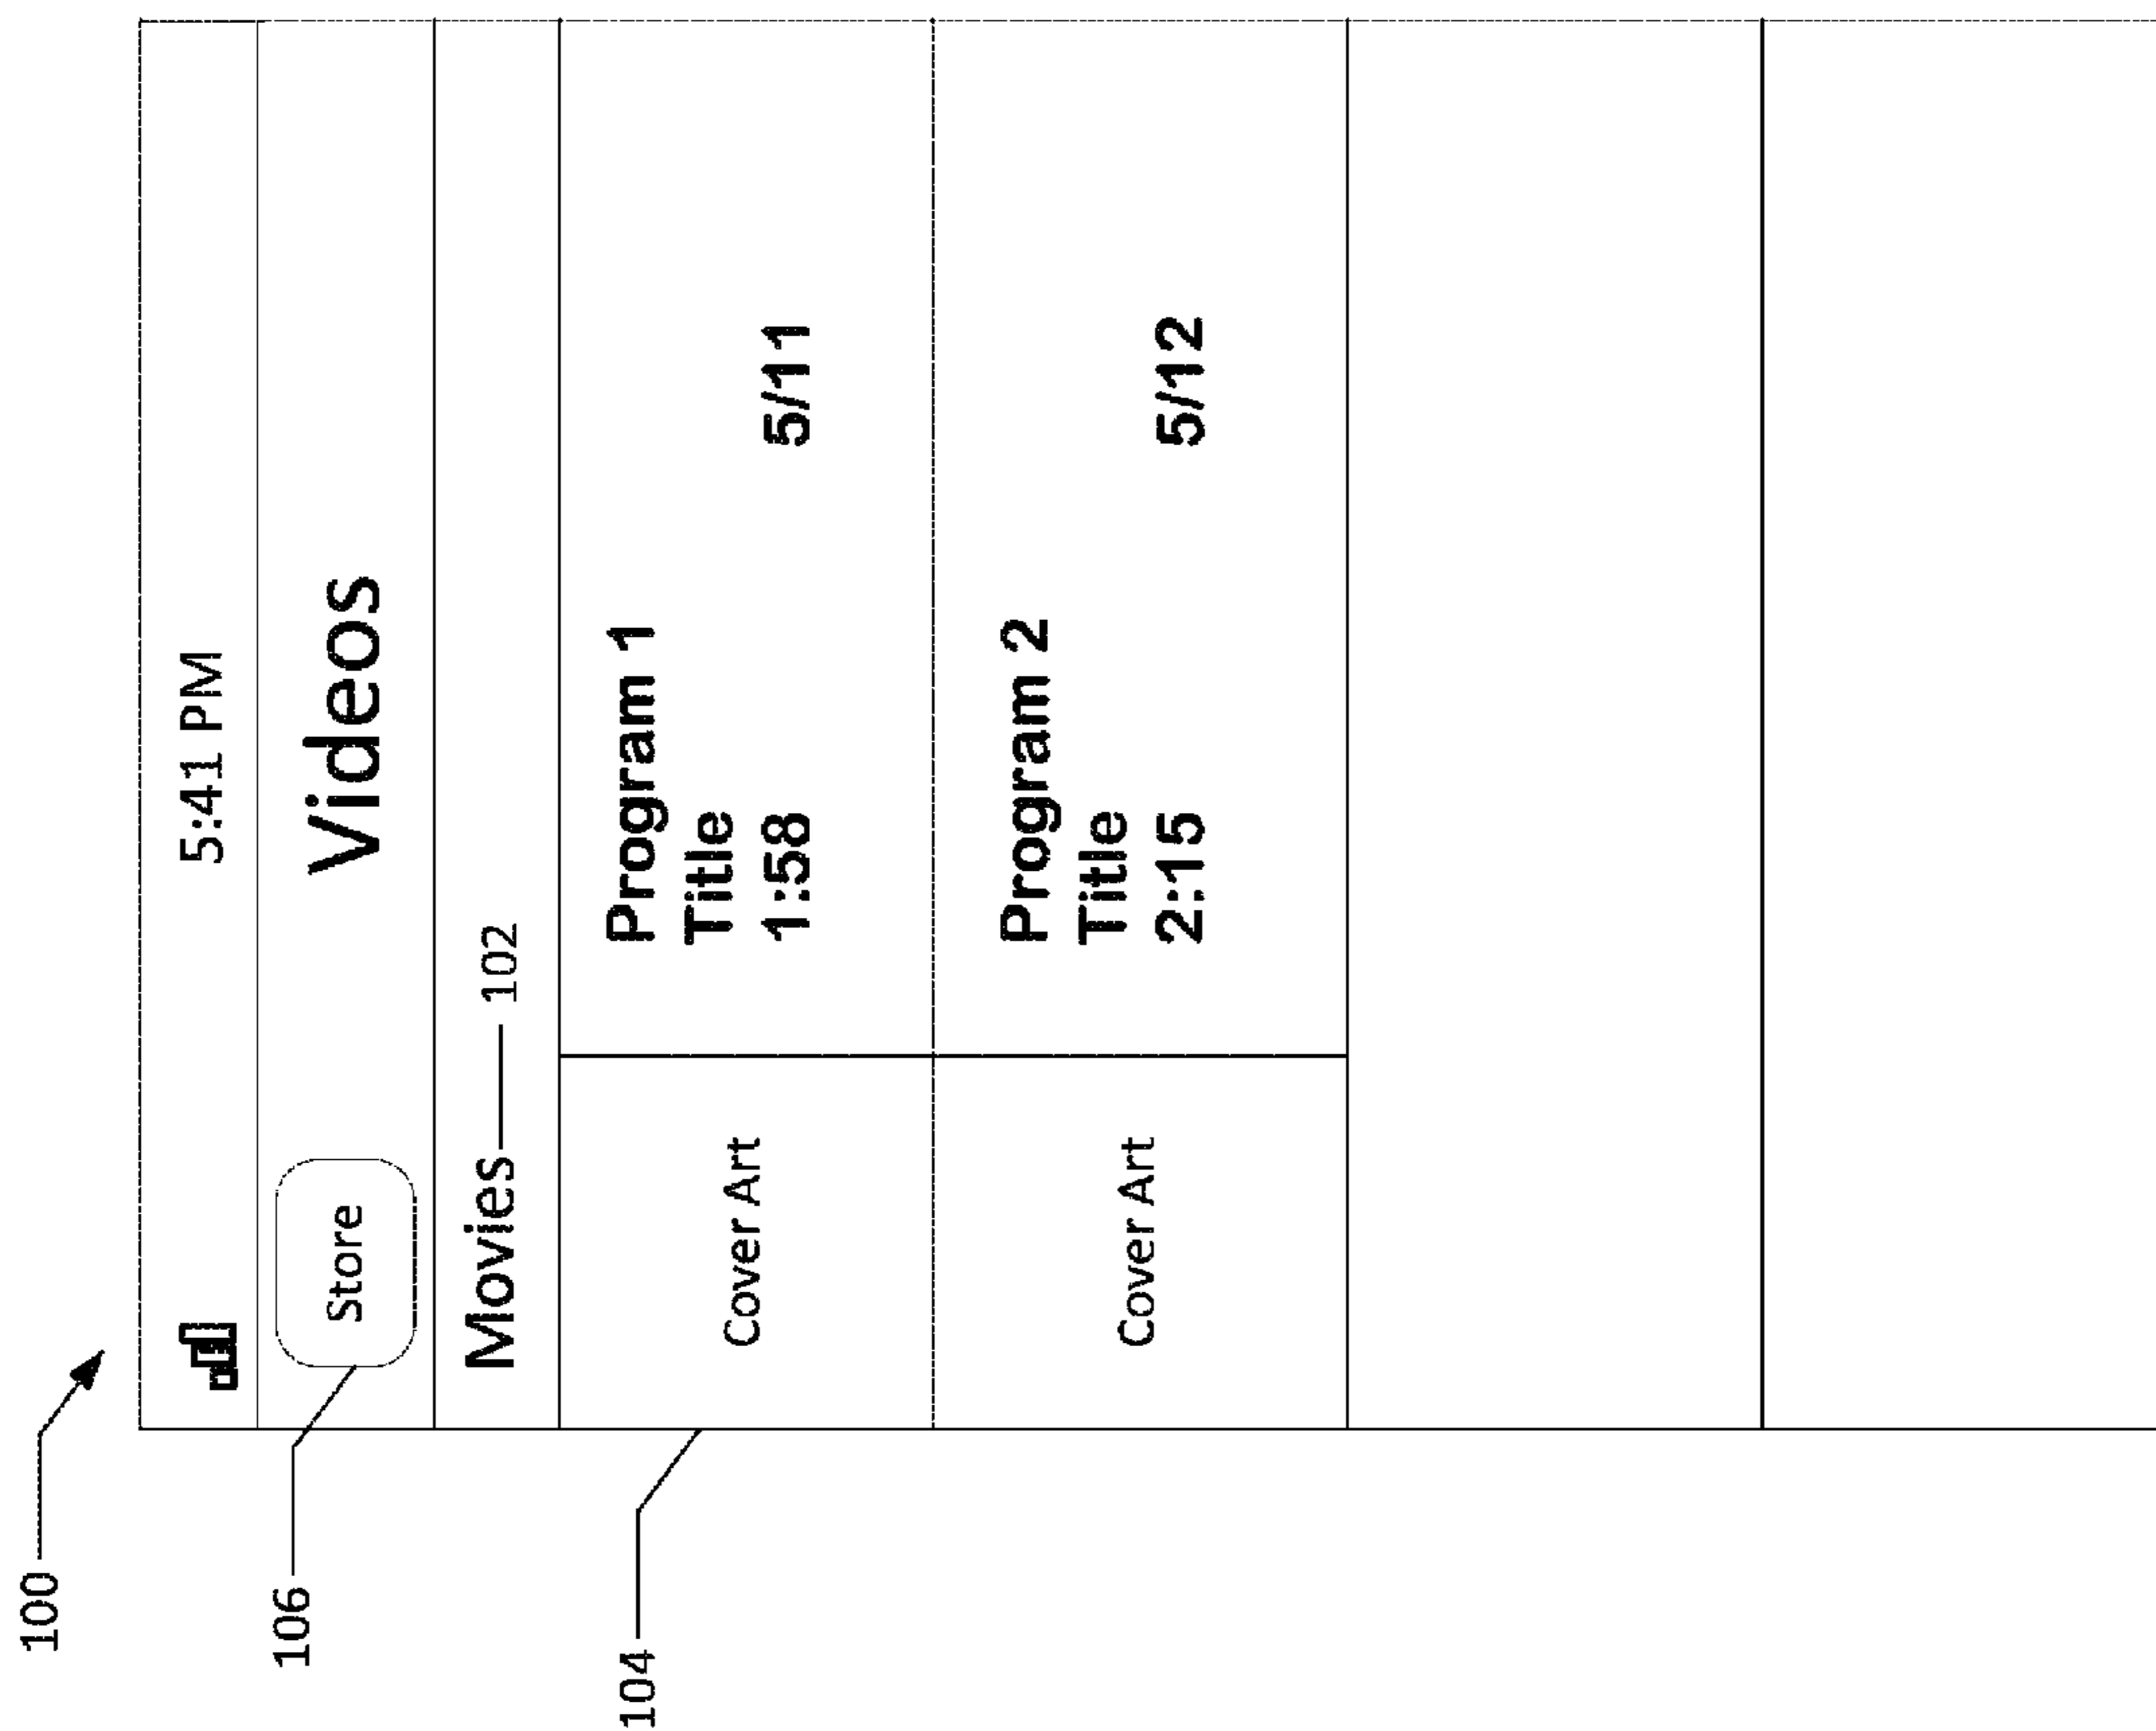 100
5:41 PM
106
Store
Videos
Movies
102
104
Cover Art
Program 1
Title
1:58
5/11
Cover Art
Program 2
Title
2:15
5/12